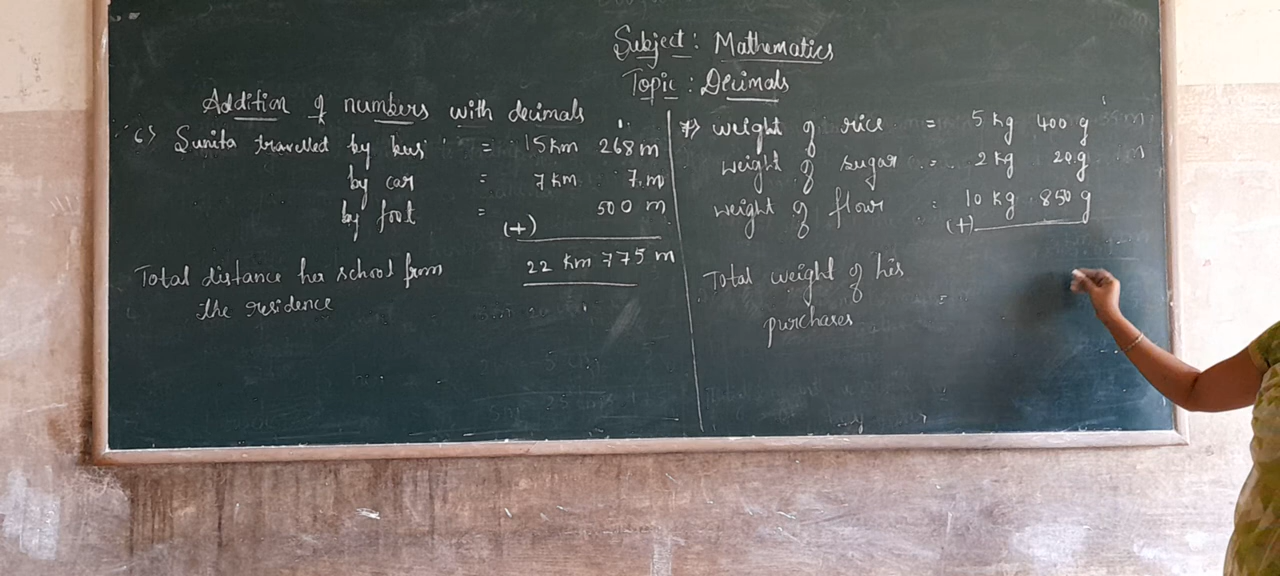 Subject : Mathematics
Topic : Decimals
Addition of numbers with decimals
6) Sunita travelled by bus = 15 km 268 m
by car = 7 km 7 m
by foot = 500 m
(+)
Total distance her school from 22 km 775 m
the residence
7) weight of rice = 5 kg 400 g
weight of sugar = 2 kg 20 g
weight of flour = 10 kg 850 g
(+)
Total weight of his
purchases =